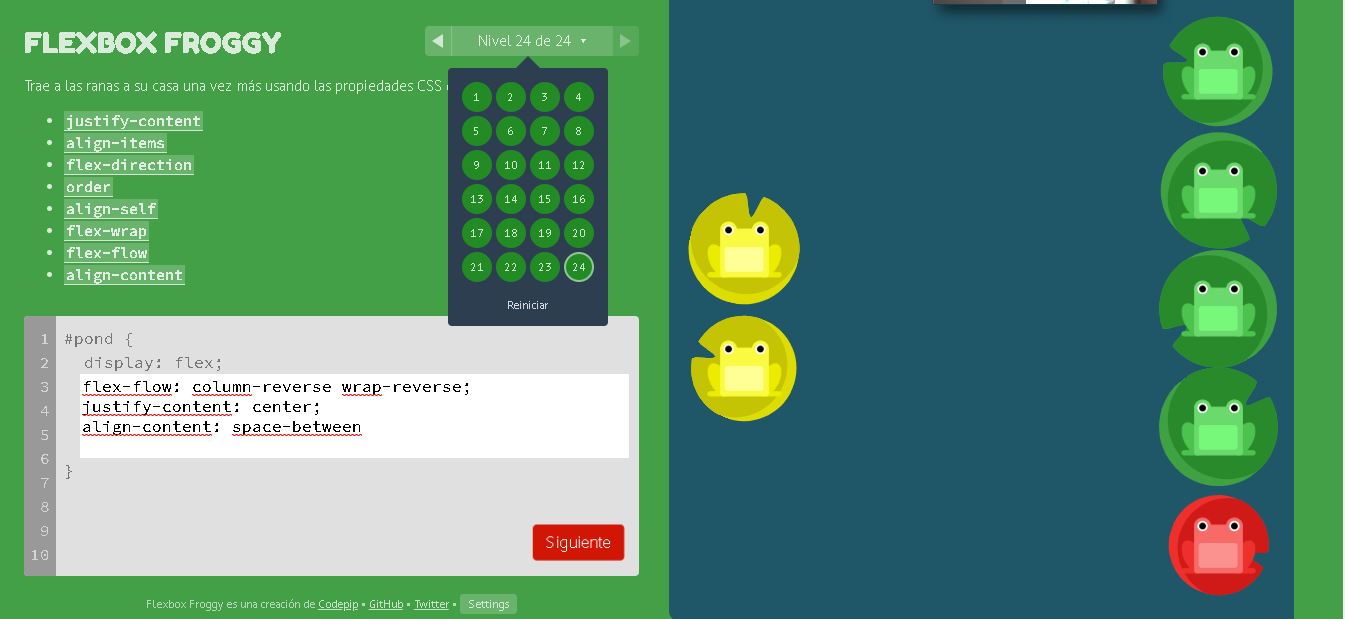 FLEXBOX FROGGY
◀ Nivel 24 de 24 ▾ ▶
Trae a las ranas a su casa una vez más usando las propiedades CSS
• justify-content
• align-items
• flex-direction
• order
• align-self
• flex-wrap
• flex-flow
• align-content
1 2 3 4
5 6 7 8
9 10 11 12
13 14 15 16
17 18 19 20
21 22 23 24
Reiniciar
1 #pond {
2 display: flex;
3 flex-flow: column-reverse wrap-reverse;
4 justify-content: center;
5 align-content: space-between
6
7 }
8
9
10
Siguiente
Flexbox Froggy es una creación de Codepip • GitHub • Twitter • Settings